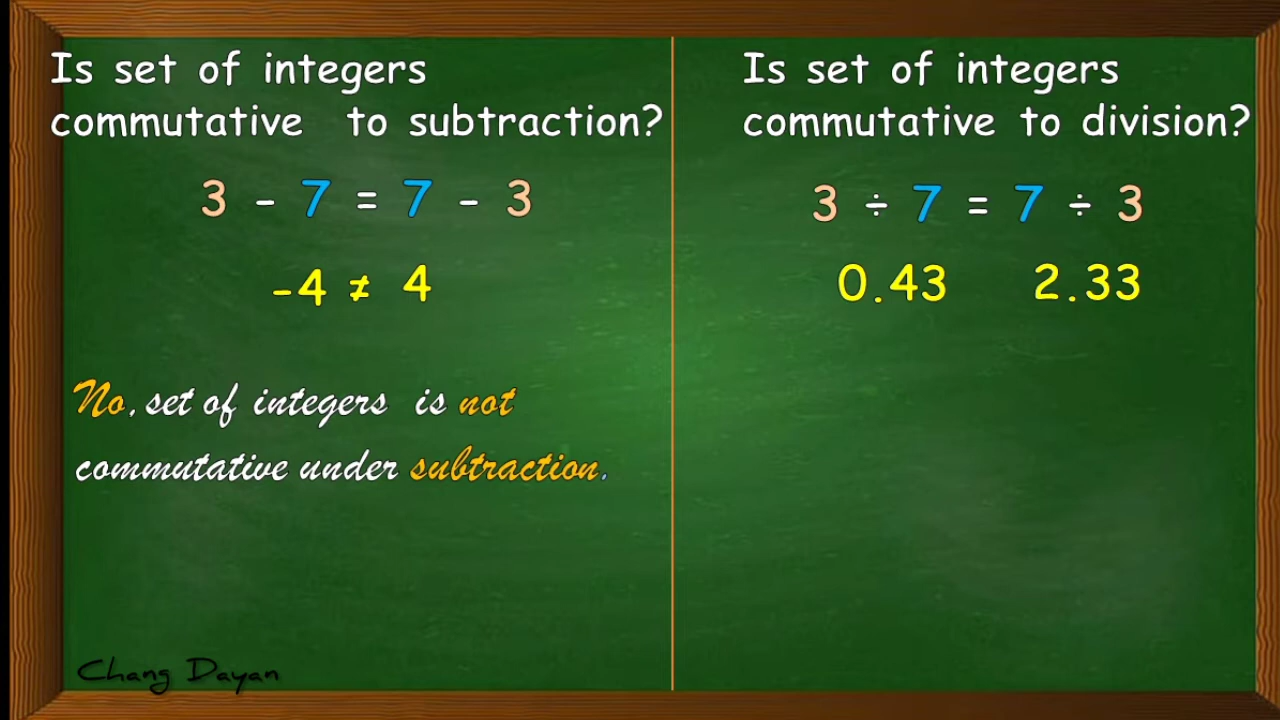 Is set of integers
commutative to subtraction?
3 - 7 = 7 - 3
-4 ≠ 4
No, set of integers is not
commutative under subtraction.
Is set of integers
commutative to division?
3 ÷ 7 = 7 ÷ 3
0.43 2.33
Chang Dayan